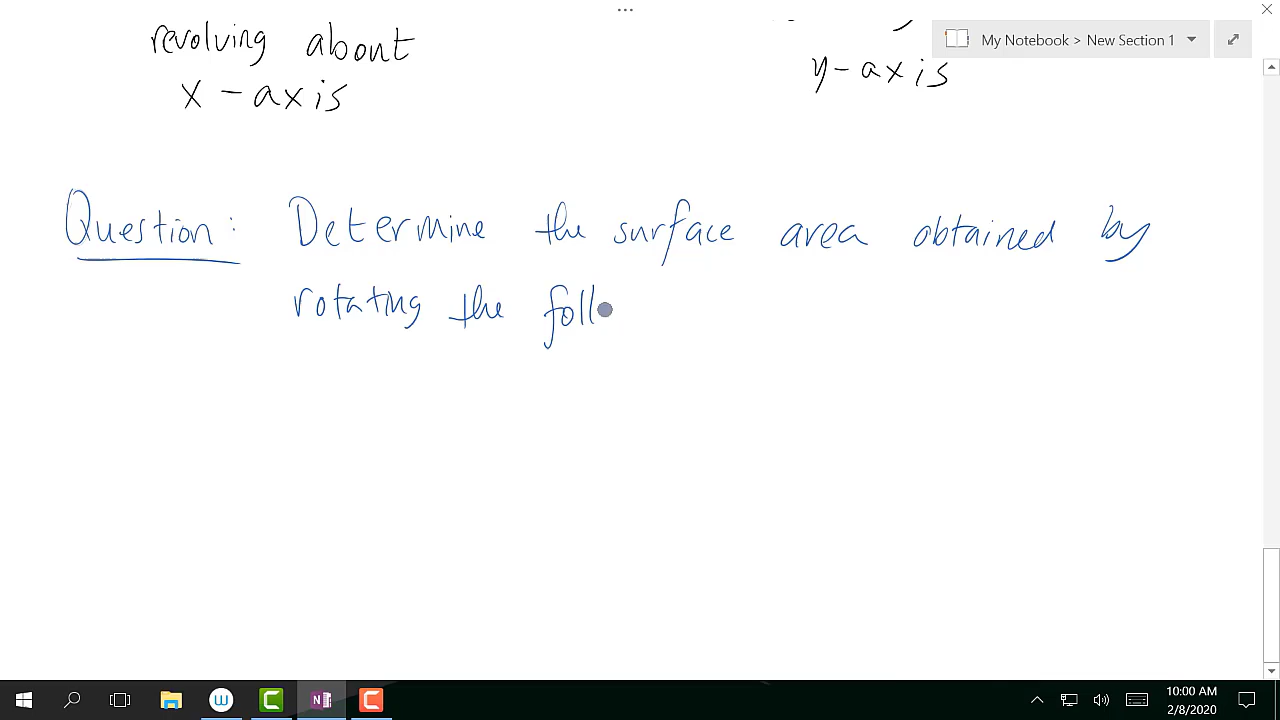 ...
revolving about
My Notebook > New Section 1
x - axis
y - axis
Question: Determine the surface area obtained by
rotating the foll
10:00 AM
2/8/2020